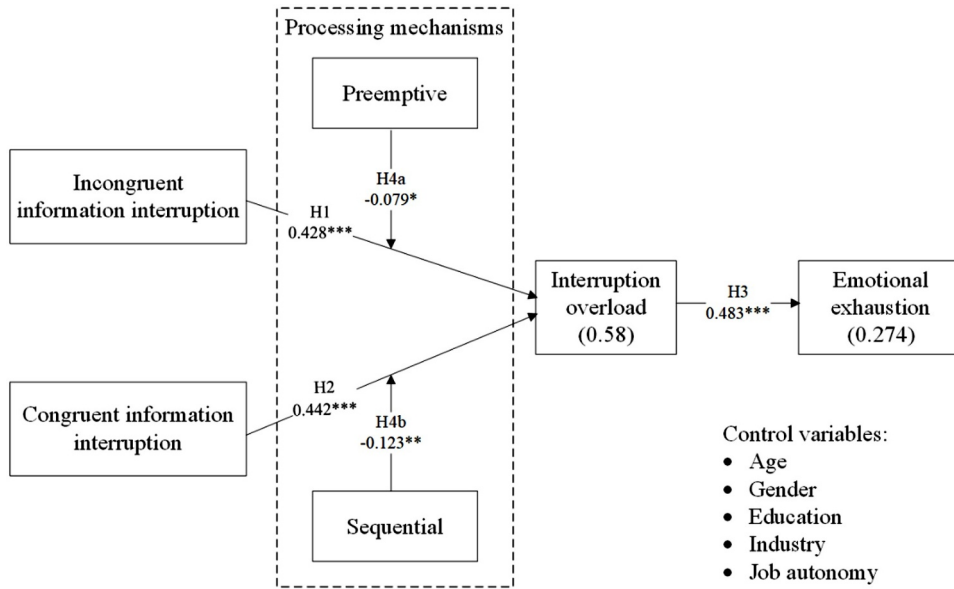 Processing mechanisms
Preemptive
Incongruent
information interruption
H4a
-0.079*
H1
0.428***
Interruption
overload
(0.58)
H3
0.483***
Emotional
exhaustion
(0.274)
Congruent information
interruption
H2
0.442***
H4b
-0.123**
Sequential
Control variables:
• Age
• Gender
• Education
• Industry
• Job autonomy